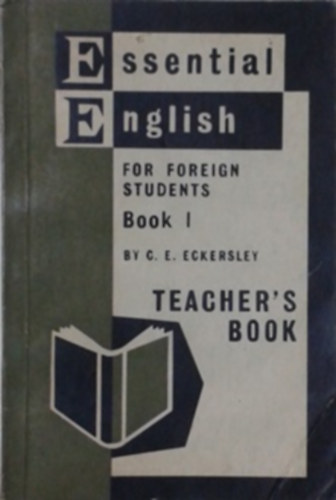 Essential
English
FOR FOREIGN
STUDENTS
Book I
BY C. E. ECKERSLEY
TEACHER'S
BOOK